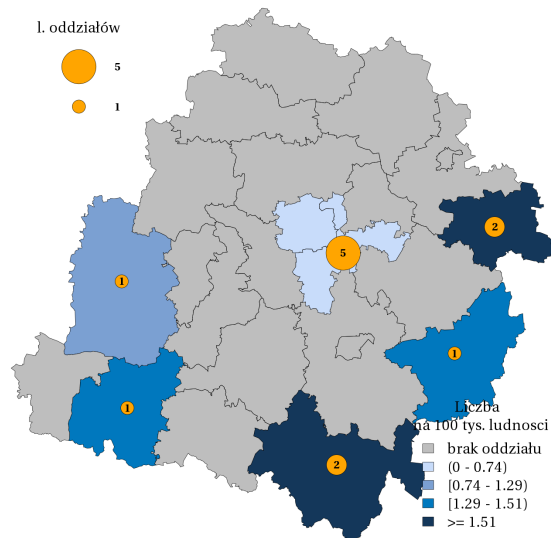 l. oddziałów
5
1
2
5
1
1
1
2
Liczba
na 100 tys. ludnosci
brak oddziału
(0 - 0.74)
[0.74 - 1.29)
[1.29 - 1.51)
>= 1.51